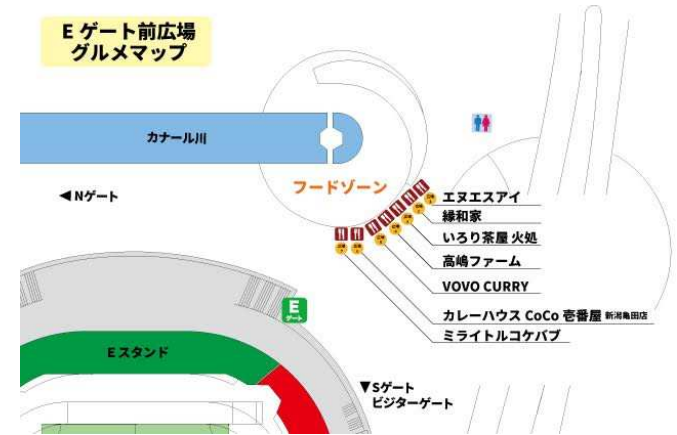 E ゲート前広場
グルメマップ
カナール川
フードゾーン
◀Nゲート
エヌエスアイ
縁和家
いろり茶屋 火処
高嶋ファーム
VOVO CURRY
カレーハウス CoCo 壱番屋 新潟亀田店
ミライトルコケバブ
E
ゲート
Eスタンド
▼Sゲート
ビジターゲート